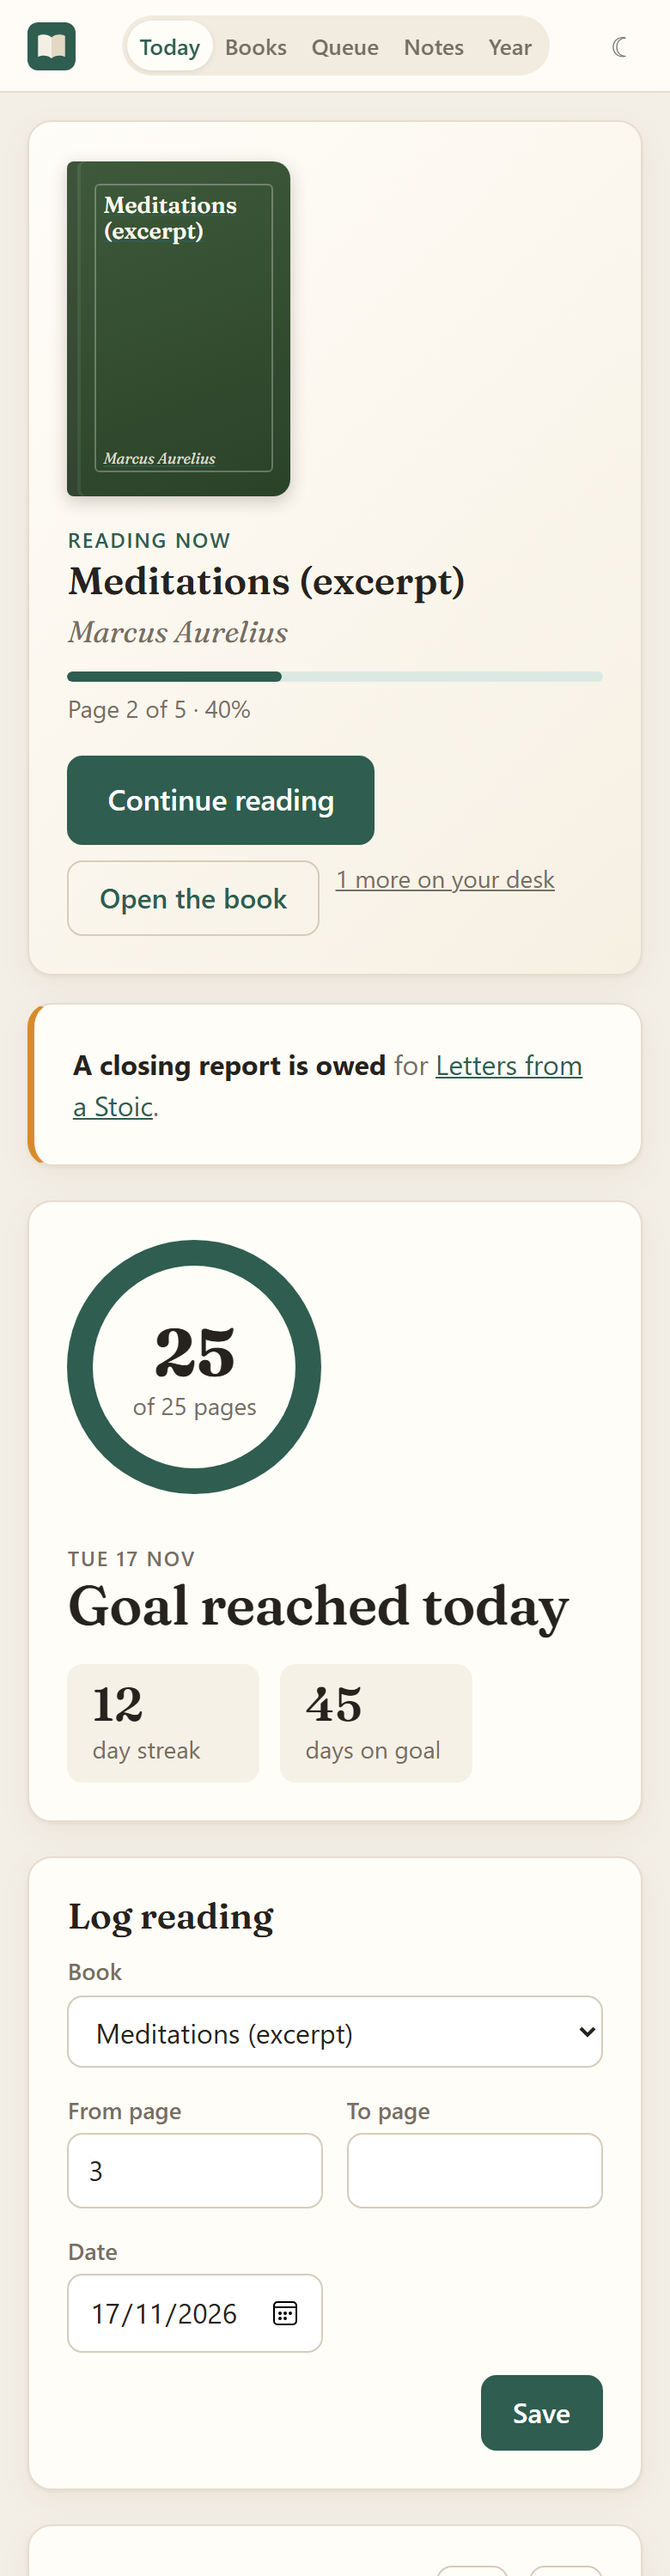 Today Books Queue Notes Year
Meditations
(excerpt)
Marcus Aurelius
READING NOW
Meditations (excerpt)
Marcus Aurelius
Page 2 of 5 · 40%
Continue reading
Open the book
1 more on your desk
A closing report is owed for Letters from
a Stoic.
25
of 25 pages
TUE 17 NOV
Goal reached today
12
day streak
45
days on goal
Log reading
Book
Meditations (excerpt)
From page
To page
3
Date
17/11/2026
Save